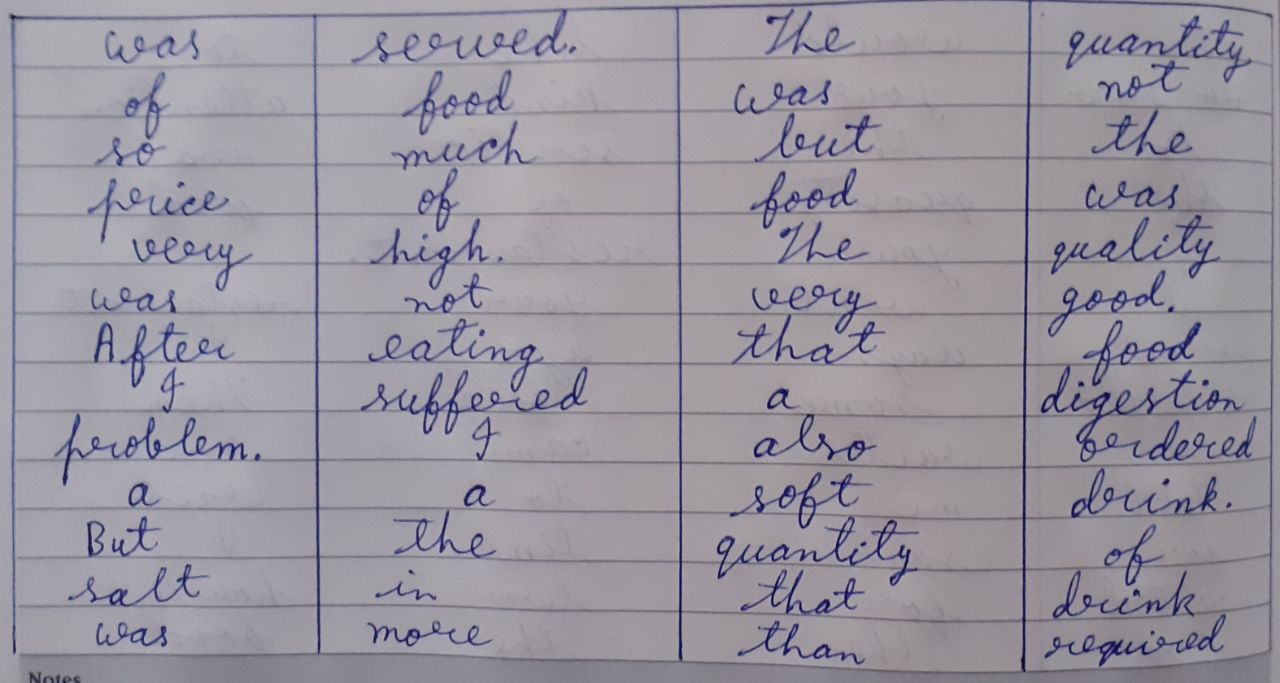 was served. The quantity
of food was not
so much but the
price of food was
very high. The quality
was not very good.
After eating that food
I suffered a digestion
problem. I also ordered
a a soft drink.
But the quantity of
salt in that drink
was more than required
Notes